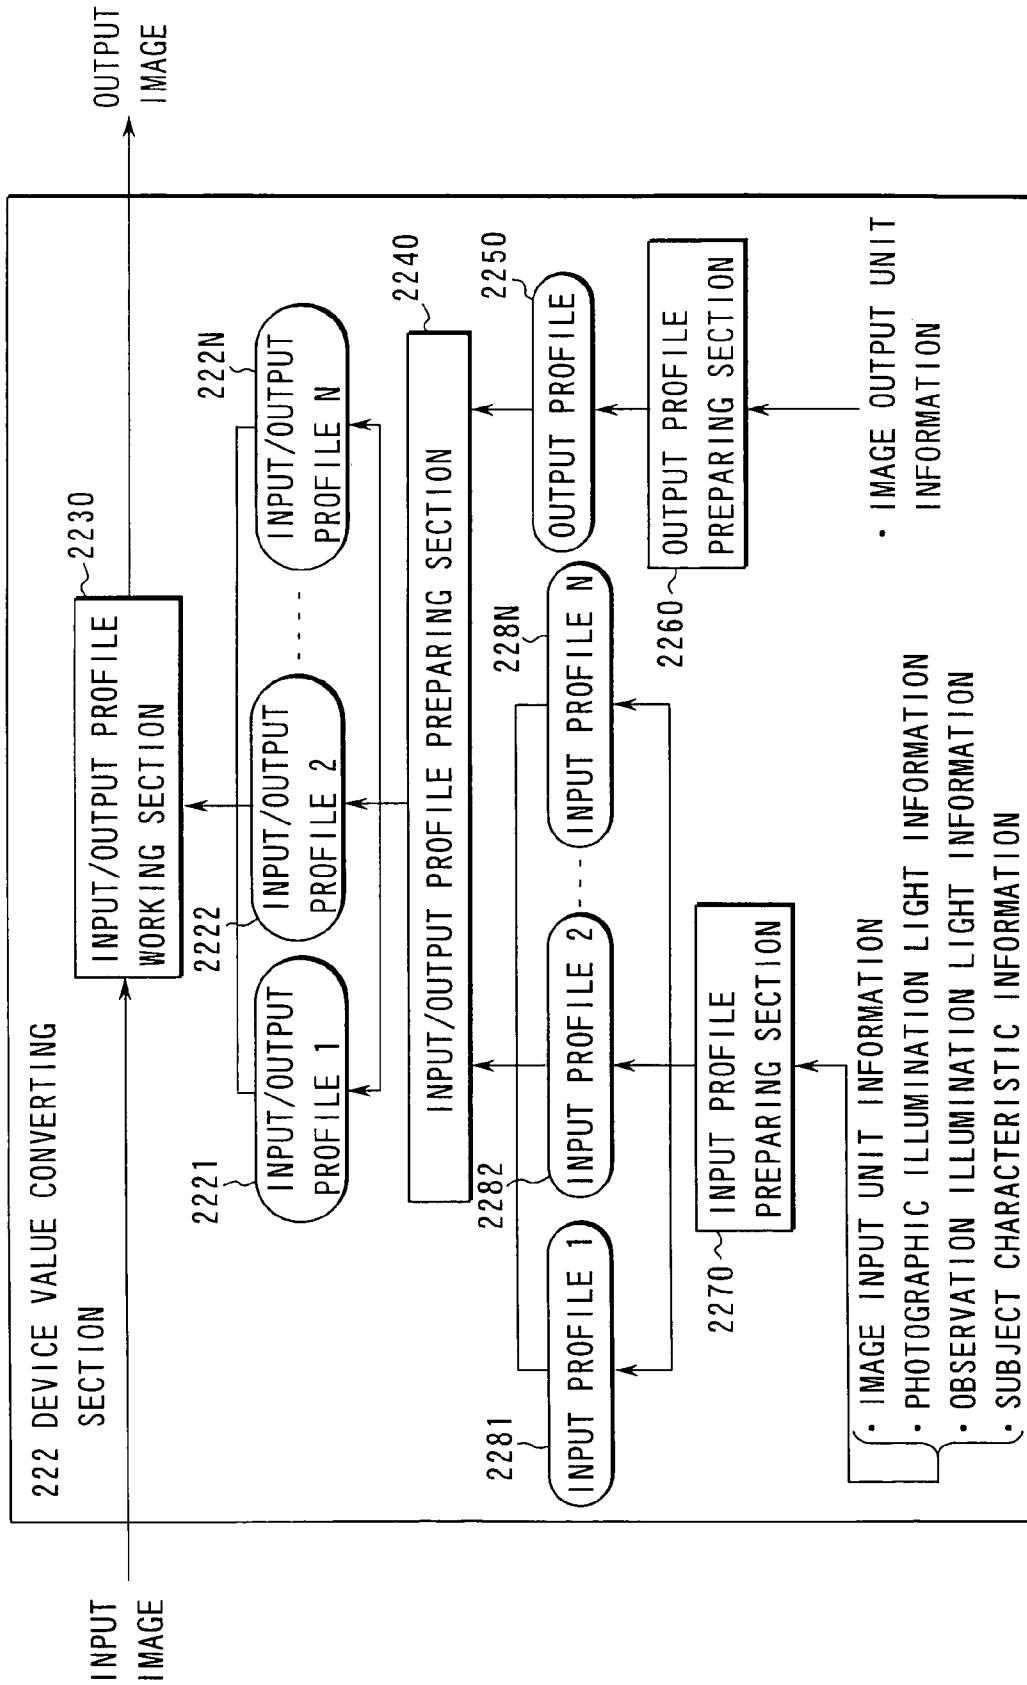 INPUT
IMAGE
OUTPUT
IMAGE
222 DEVICE VALUE CONVERTING
SECTION
2230
INPUT/OUTPUT PROFILE
WORKING SECTION
2221
INPUT/OUTPUT
PROFILE 1
2222
INPUT/OUTPUT
PROFILE 2
-----
222N
INPUT/OUTPUT
PROFILE N
2240
INPUT/OUTPUT PROFILE PREPARING SECTION
2281
INPUT PROFILE 1
2282
INPUT PROFILE 2
----
228N
INPUT PROFILE N
2250
OUTPUT PROFILE
2270
INPUT PROFILE
PREPARING SECTION
2260
OUTPUT PROFILE
PREPARING SECTION
· IMAGE INPUT UNIT INFORMATION
· PHOTOGRAPHIC ILLUMINATION LIGHT INFORMATION
· OBSERVATION ILLUMINATION LIGHT INFORMATION
· SUBJECT CHARACTERISTIC INFORMATION
· IMAGE OUTPUT UNIT
INFORMATION